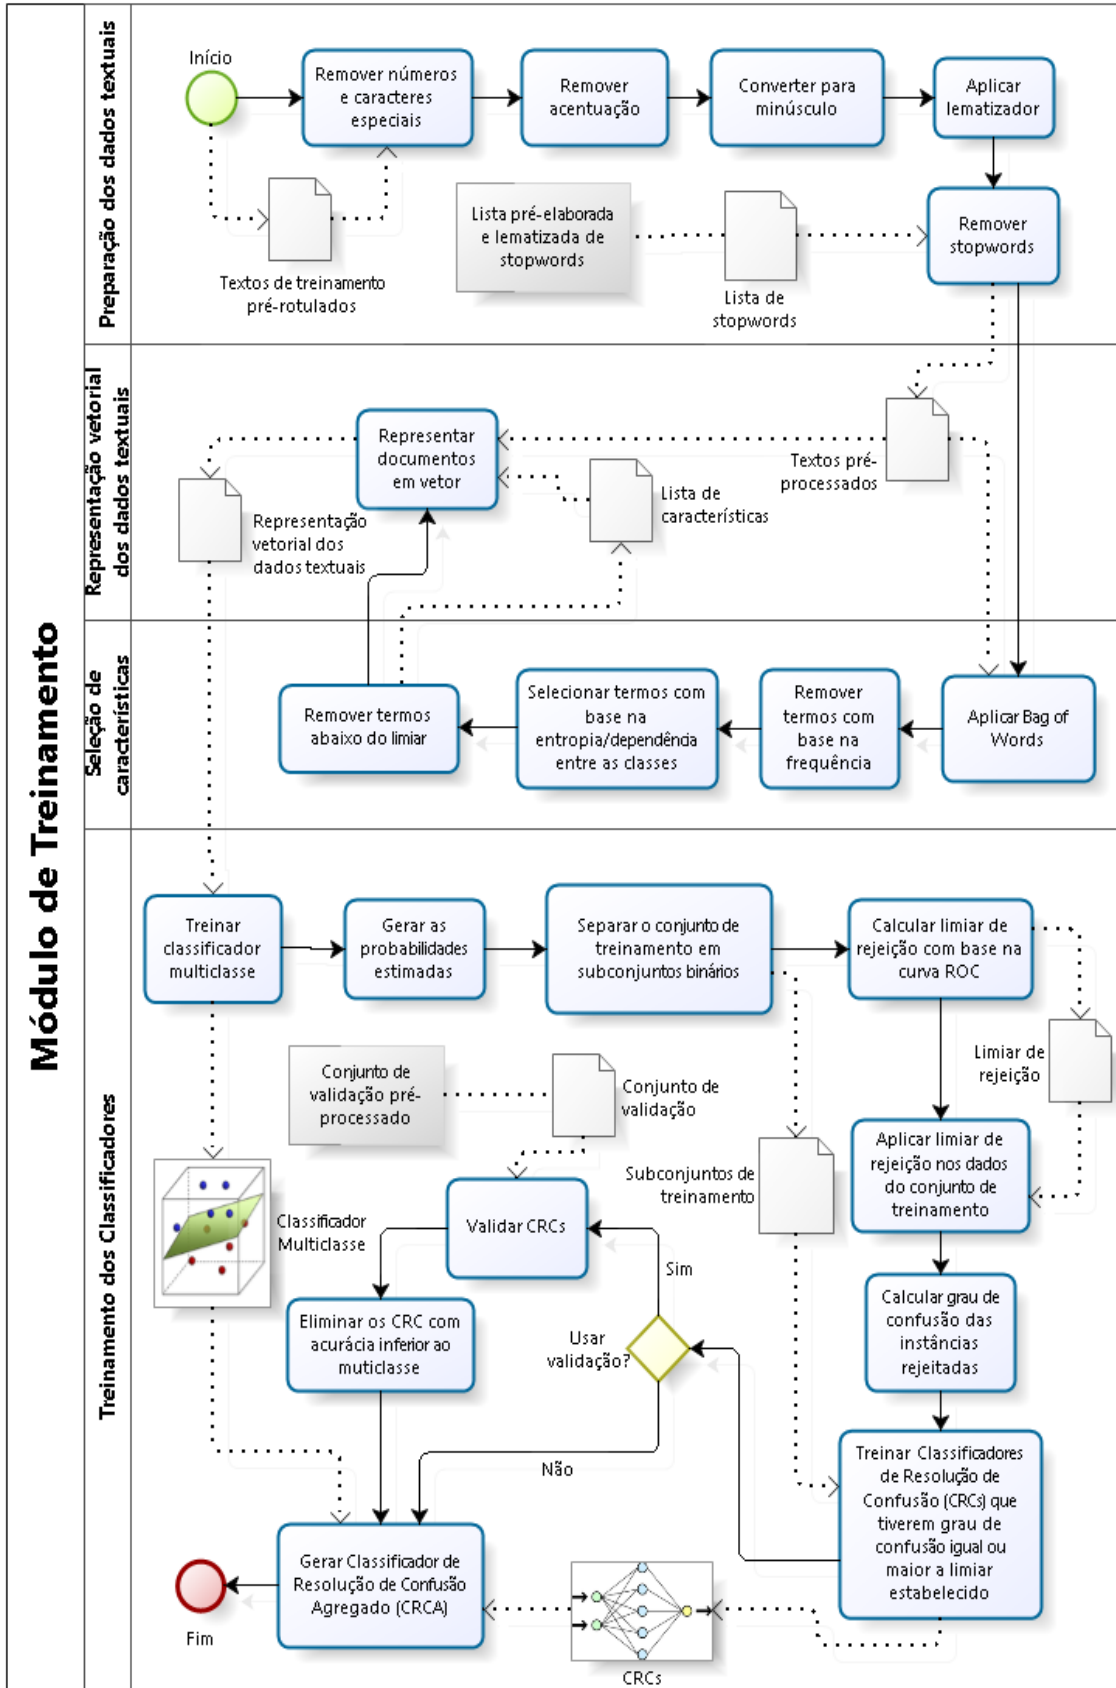 Módulo de Treinamento
Preparação dos dados textuais
Início
Remover números
e caracteres
especiais
Remover
acentuação
Converter para
minúsculo
Aplicar
lematizador
Textos de treinamento
pré-rotulados
Lista pré-elaborada
e lematizada de
stopwords
Lista de
stopwords
Remover
stopwords
Representação vetorial
dos dados textuais
Representar
documentos
em vetor
Textos pré-
processados
Lista de
características
Representação
vetorial dos
dados textuais
Seleção de
características
Remover termos
abaixo do limiar
Selecionar termos com
base na
entropia/dependência
entre as classes
Remover
termos com
base na
frequência
Aplicar Bag of
Words
Treinamento dos Classificadores
Treinar
classificador
multiclasse
Gerar as
probabilidades
estimadas
Separar o conjunto de
treinamento em
subconjuntos binários
Calcular limiar de
rejeição com base na
curva ROC
Limiar de
rejeição
Conjunto de
validação pré-
processado
Conjunto de
validação
Subconjuntos de
treinamento
Aplicar limiar de
rejeição nos dados
do conjunto de
treinamento
Classificador
Multiclasse
Validar CRCs
Sim
Eliminar os CRC com
acurácia inferior ao
muticlasse
Usar
validação?
Calcular grau de
confusão das
instâncias
rejeitadas
Não
Treinar Classificadores
de Resolução de
Confusão (CRCs) que
tiverem grau de
confusão igual ou
maior a limiar
estabelecido
Gerar Classificador de
Resolução de Confusão
Agregado (CRCA)
Fim
CRCs